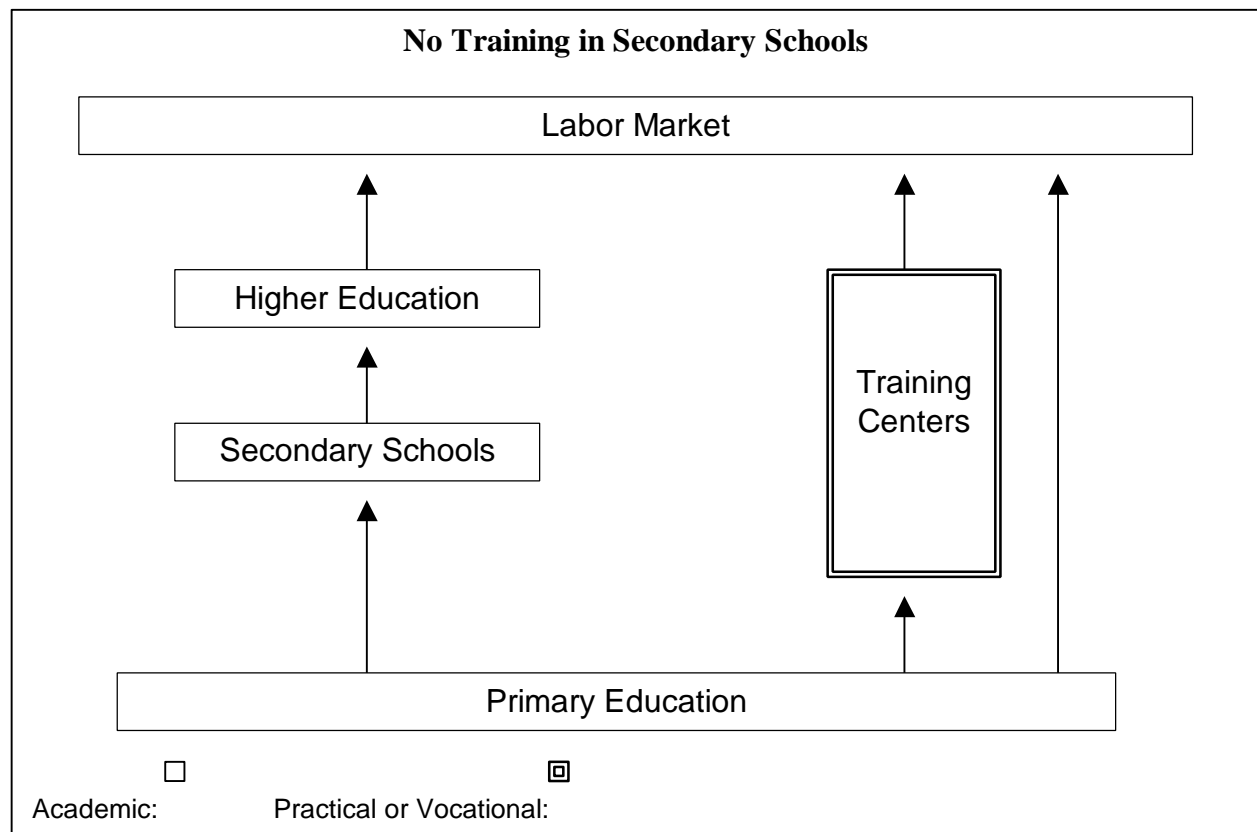 No Training in Secondary Schools
Labor Market
Higher Education
Training
Centers
Secondary Schools
Primary Education
Academic: Practical or Vocational: